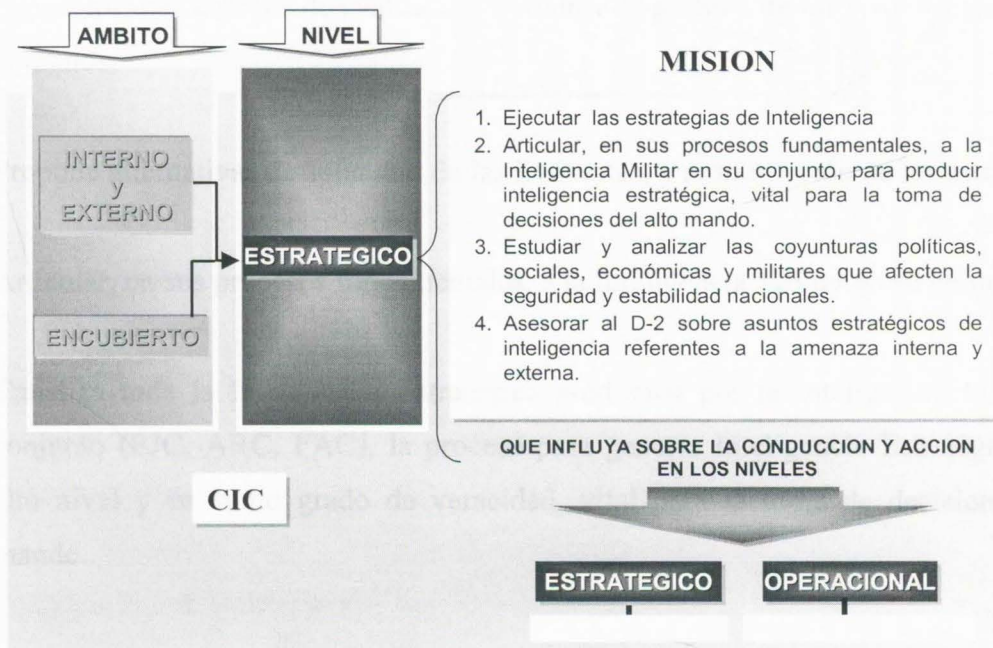 AMBITO
NIVEL
INTERNO
y
EXTERNO
ENCUBIERTO
ESTRATEGICO
CIC
MISION
1. Ejecutar las estrategias de Inteligencia
2. Articular, en sus procesos fundamentales, a la
Inteligencia Militar en su conjunto, para producir
inteligencia estratégica, vital para la toma de
decisiones del alto mando.
3. Estudiar y analizar las coyunturas políticas,
sociales, económicas y militares que afecten la
seguridad y estabilidad nacionales.
4. Asesorar al D-2 sobre asuntos estratégicos de
inteligencia referentes a la amenaza interna y
externa.
QUE INFLUYA SOBRE LA CONDUCCION Y ACCION
EN LOS NIVELES
ESTRATEGICO
OPERACIONAL